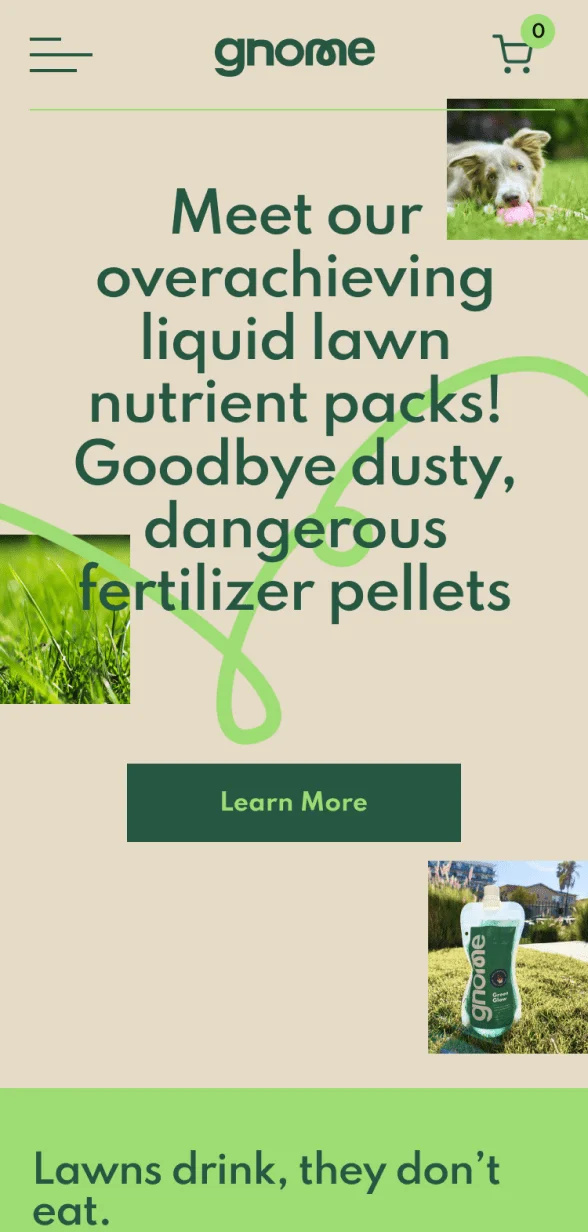 gnome
0
Meet our
overachieving
liquid lawn
nutrient packs!
Goodbye dusty,
dangerous
fertilizer pellets
Learn More
gnome
Green
Glow
Lawns drink, they don’t
eat.